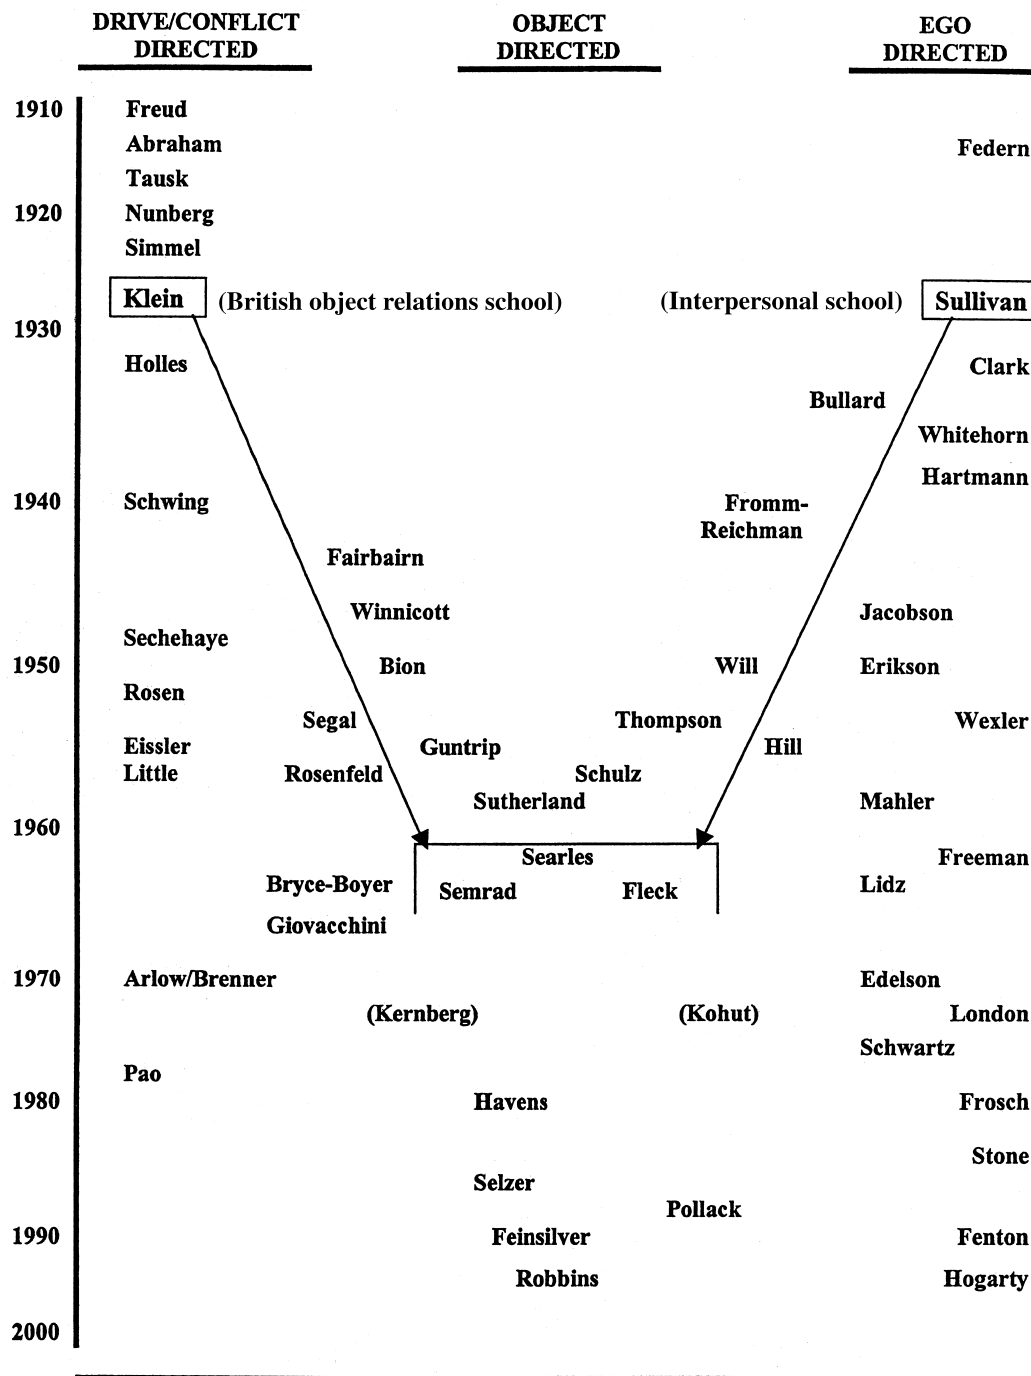 DRIVE/CONFLICT DIRECTED
OBJECT DIRECTED
EGO DIRECTED
1910 Freud
Abraham Federn
Tausk
1920 Nunberg
Simmel
Klein (British object relations school) (Interpersonal school) Sullivan
1930
Holles Clark
Bullard
Whitehorn
Hartmann
1940 Schwing Fromm-
Reichman
Fairbairn
Winnicott Jacobson
Sechehaye
1950 Bion Will Erikson
Rosen
Segal Thompson Wexler
Eissler Guntrip Hill
Little Rosenfeld Schulz
Sutherland Mahler
1960
Searles Freeman
Bryce-Boyer Semrad Fleck Lidz
Giovacchini
1970 Arlow/Brenner Edelson
(Kernberg) (Kohut) London
Schwartz
Pao
1980 Havens Frosch
Stone
Selzer
Pollack
1990 Feinsilver Fenton
Robbins Hogarty
2000